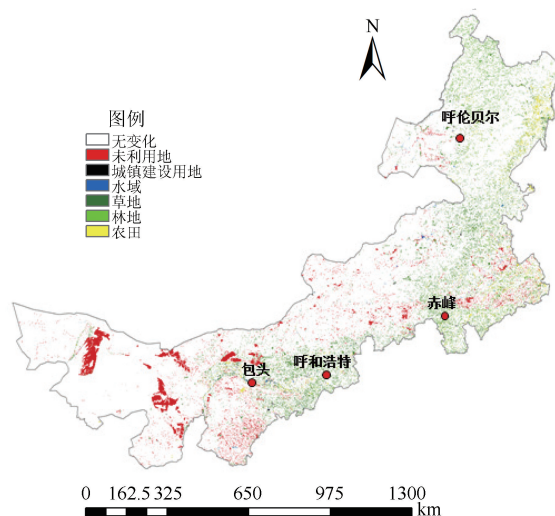 N
呼伦贝尔
图例
无变化
未利用地
城镇建设用地
水域
草地
林地
农田
赤峰
呼和浩特
包头
0 162.5 325 650 975 1300
km